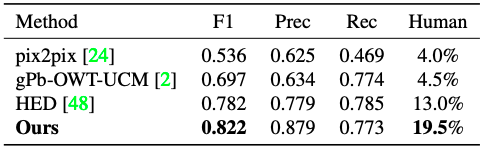 Method F1 Prec Rec Human
pix2pix [24] 0.536 0.625 0.469 4.0%
gPb-OWT-UCM [2] 0.697 0.634 0.774 4.5%
HED [48] 0.782 0.779 0.785 13.0%
Ours 0.822 0.879 0.773 19.5%